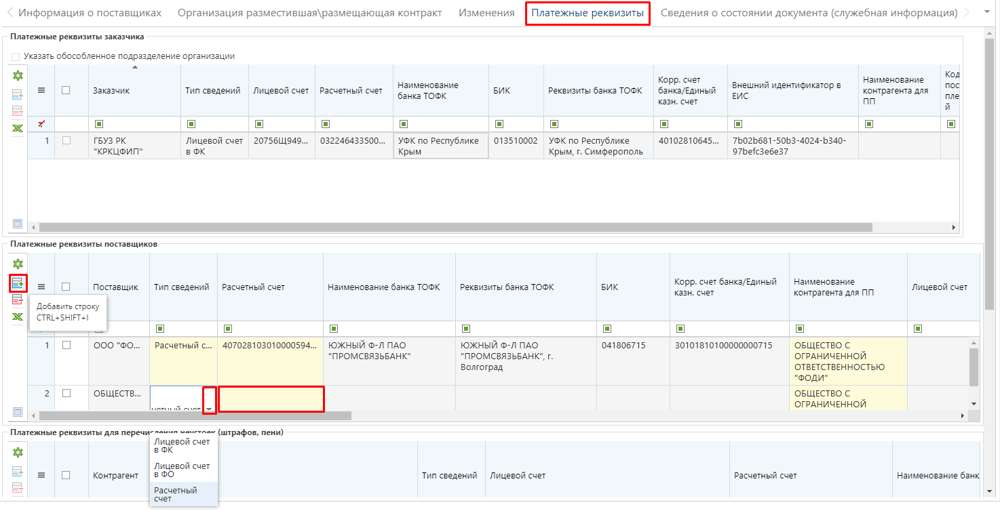 Информация о поставщиках Организация разместившая\размещающая контракт Изменения Платежные реквизиты Сведения о состоянии документа (служебная информация)
Платежные реквизиты заказчика
Указать обособленное подразделение организации
Заказчик
Тип сведений
Лицевой счет
Расчетный счет
Наименование
банка ТОФК
БИК
Реквизиты банка ТОФК
Корр. счет
банка/Единый
казн. счет
Внешний идентификатор в
ЕИС
Наименование
контрагента для
ПП
Код
пос
пле
й
1
ГБУЗ РК
"КРКЦФИП"
Лицевой счет
в ФК
20756Щ949...
032246433500...
УФК по Республике
Крым
013510002
УФК по Республике
Крым, г. Симферополь
40102810645...
7b02b681-50b3-4024-b340-
97befc3e6e37
Платежные реквизиты поставщиков
Поставщик
Тип сведений
Расчетный счет
Наименование банка ТОФК
Реквизиты банка ТОФК
БИК
Корр. счет банка/Единый
казн. счет
Наименование
контрагента для ПП
Лицевой счет
Добавить строку
CTRL+SHIFT+I
1
ООО "ФО...
Расчетный с...
407028103010000594...
ЮЖНЫЙ Ф-Л ПАО
"ПРОМСВЯЗЬБАНК"
ЮЖНЫЙ Ф-Л ПАО
"ПРОМСВЯЗЬБАНК", г.
Волгоград
041806715
30101810100000000715
ОБЩЕСТВО С
ОГРАНИЧЕННОЙ
ОТВЕТСТВЕННОСТЬЮ
"ФОДИ"
2
ОБЩЕСТВ...
четный счет
ОБЩЕСТВО С
ОГРАНИЧЕННОЙ
Платежные реквизиты для перечисления неустоек (штрафов, пени)
Лицевой счет
в ФК
Лицевой счет
в ФО
Расчетный
счет
Контрагент
Тип сведений
Лицевой счет
Расчетный счет
Наименование банк